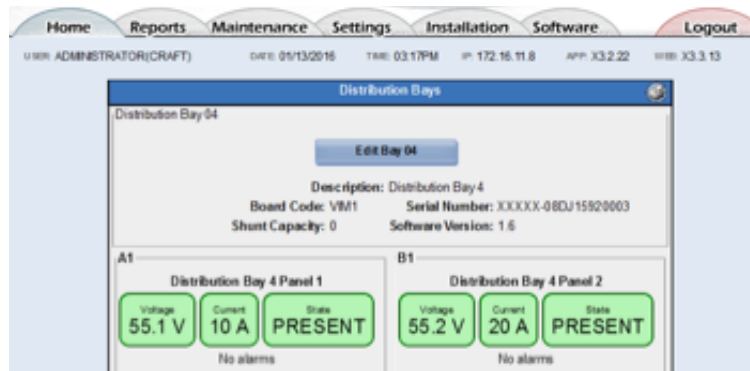 Home Reports Maintenance Settings Installation Software Logout
USER: ADMINISTRATOR(CRAFT) DATE: 01/13/2016 TIME: 03:17PM IP: 172.16.11.8 APP: X3.2.22 WEB: X3.3.13
Distribution Bays
Distribution Bay 04
Edit Bay 04
Description: Distribution Bay 4
Board Code: VIM1 Serial Number: XXXXX-08DJ15920003
Shunt Capacity: 0 Software Version: 1.6
A1 B1
Distribution Bay 4 Panel 1 Distribution Bay 4 Panel 2
Voltage Current State Voltage Current State
55.1 V 10 A PRESENT 55.2 V 20 A PRESENT
No alarms No alarms